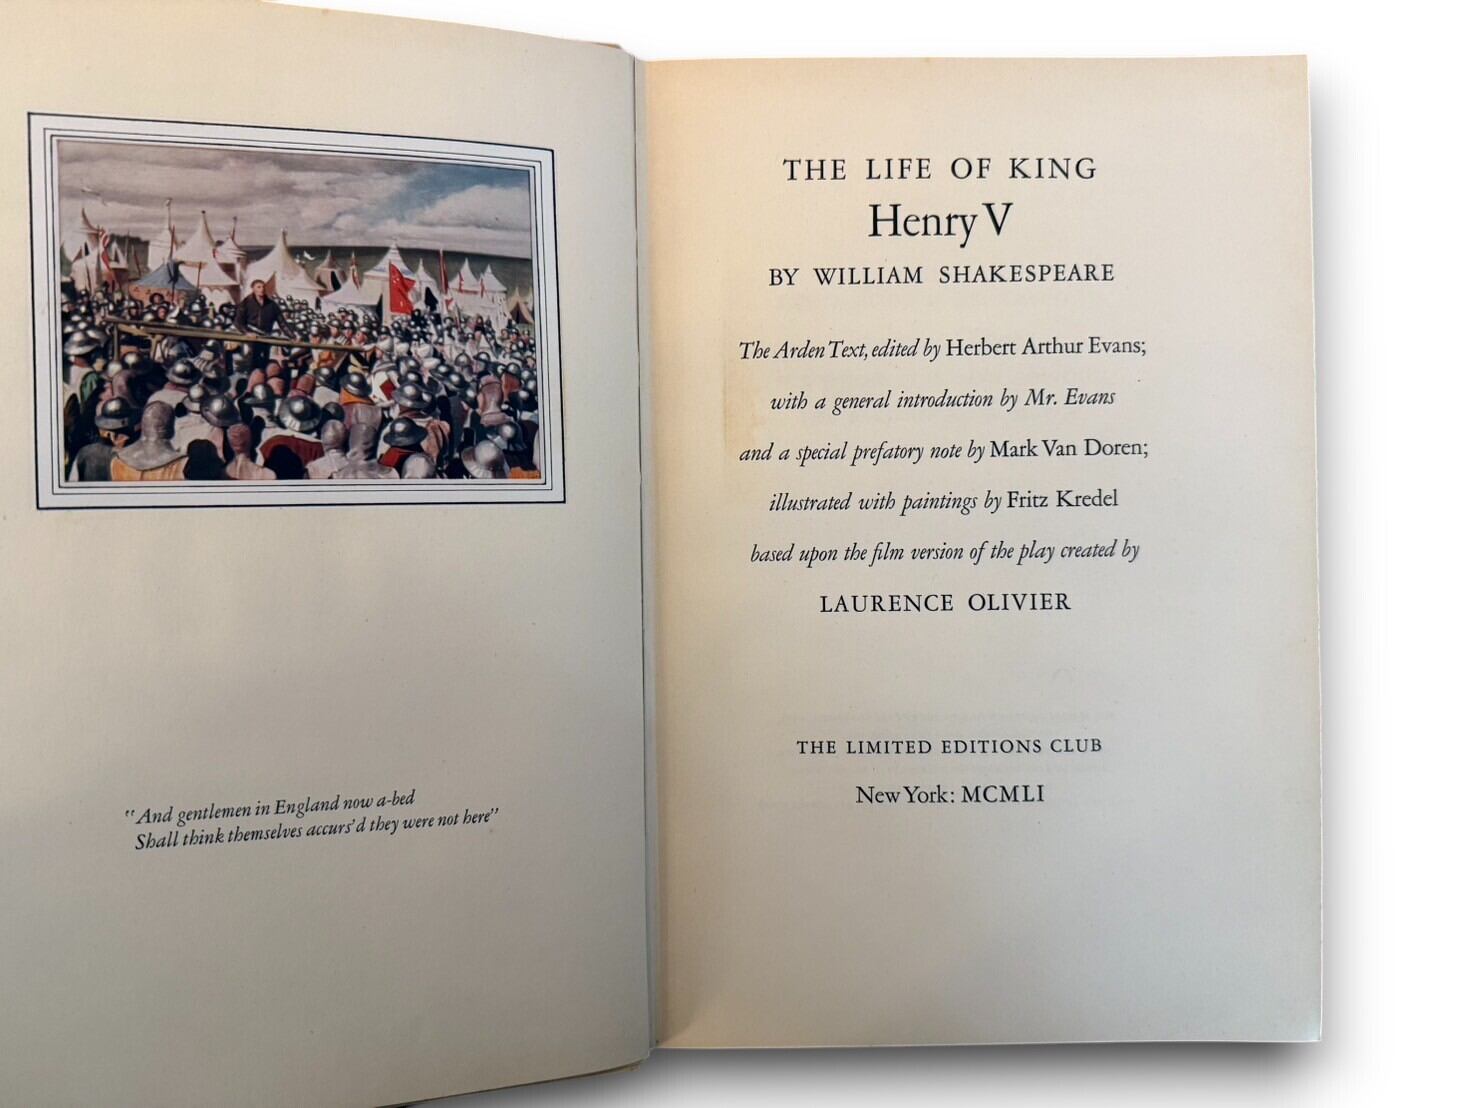 “And gentlemen in England now a-bed
Shall think themselves accurs’d they were not here”
THE LIFE OF KING
Henry V
BY WILLIAM SHAKESPEARE
The Arden Text, edited by Herbert Arthur Evans;
with a general introduction by Mr. Evans
and a special prefatory note by Mark Van Doren;
illustrated with paintings by Fritz Kredel
based upon the film version of the play created by
LAURENCE OLIVIER
THE LIMITED EDITIONS CLUB
New York: MCMLI